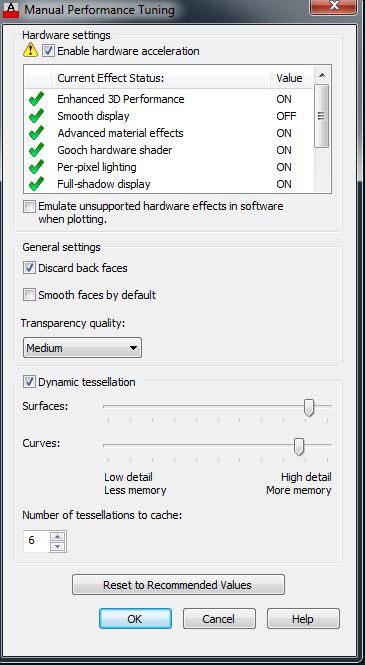 Manual Performance Tuning
Hardware settings
Enable hardware acceleration
Current Effect Status: Value
Enhanced 3D Performance ON
Smooth display OFF
Advanced material effects ON
Gooch hardware shader ON
Per-pixel lighting ON
Full-shadow display ON
Emulate unsupported hardware effects in software
when plotting.
General settings
Discard back faces
Smooth faces by default
Transparency quality:
Medium
Dynamic tessellation
Surfaces:
Curves:
Low detail High detail
Less memory More memory
Number of tessellations to cache:
6
Reset to Recommended Values
OK Cancel Help